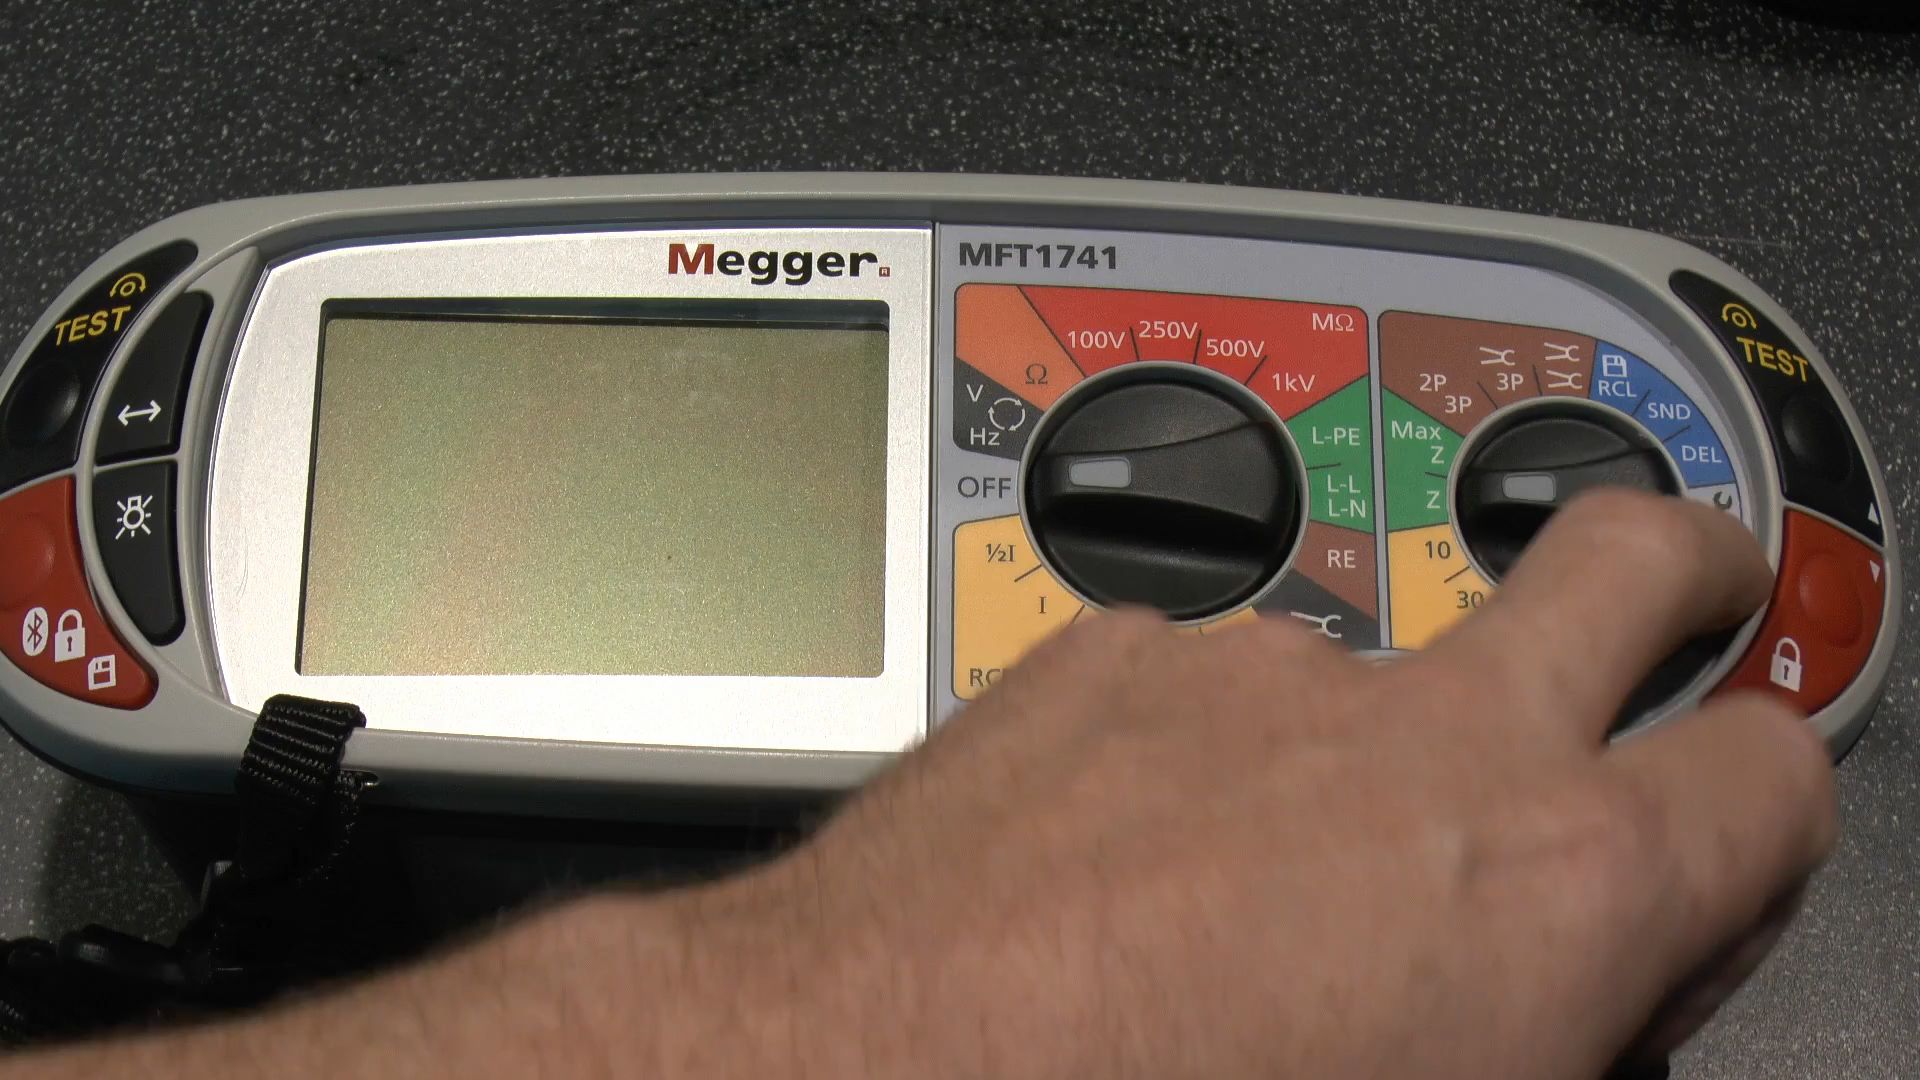 Megger.
MFT1741
TEST
TEST
100V
250V
500V
1kV
MΩ
Ω
V
Hz
OFF
½I
I
L-PE
L-L
L-N
RE
2P
3P
3P
RCL
SND
DEL
Max
Z
Z
10
30